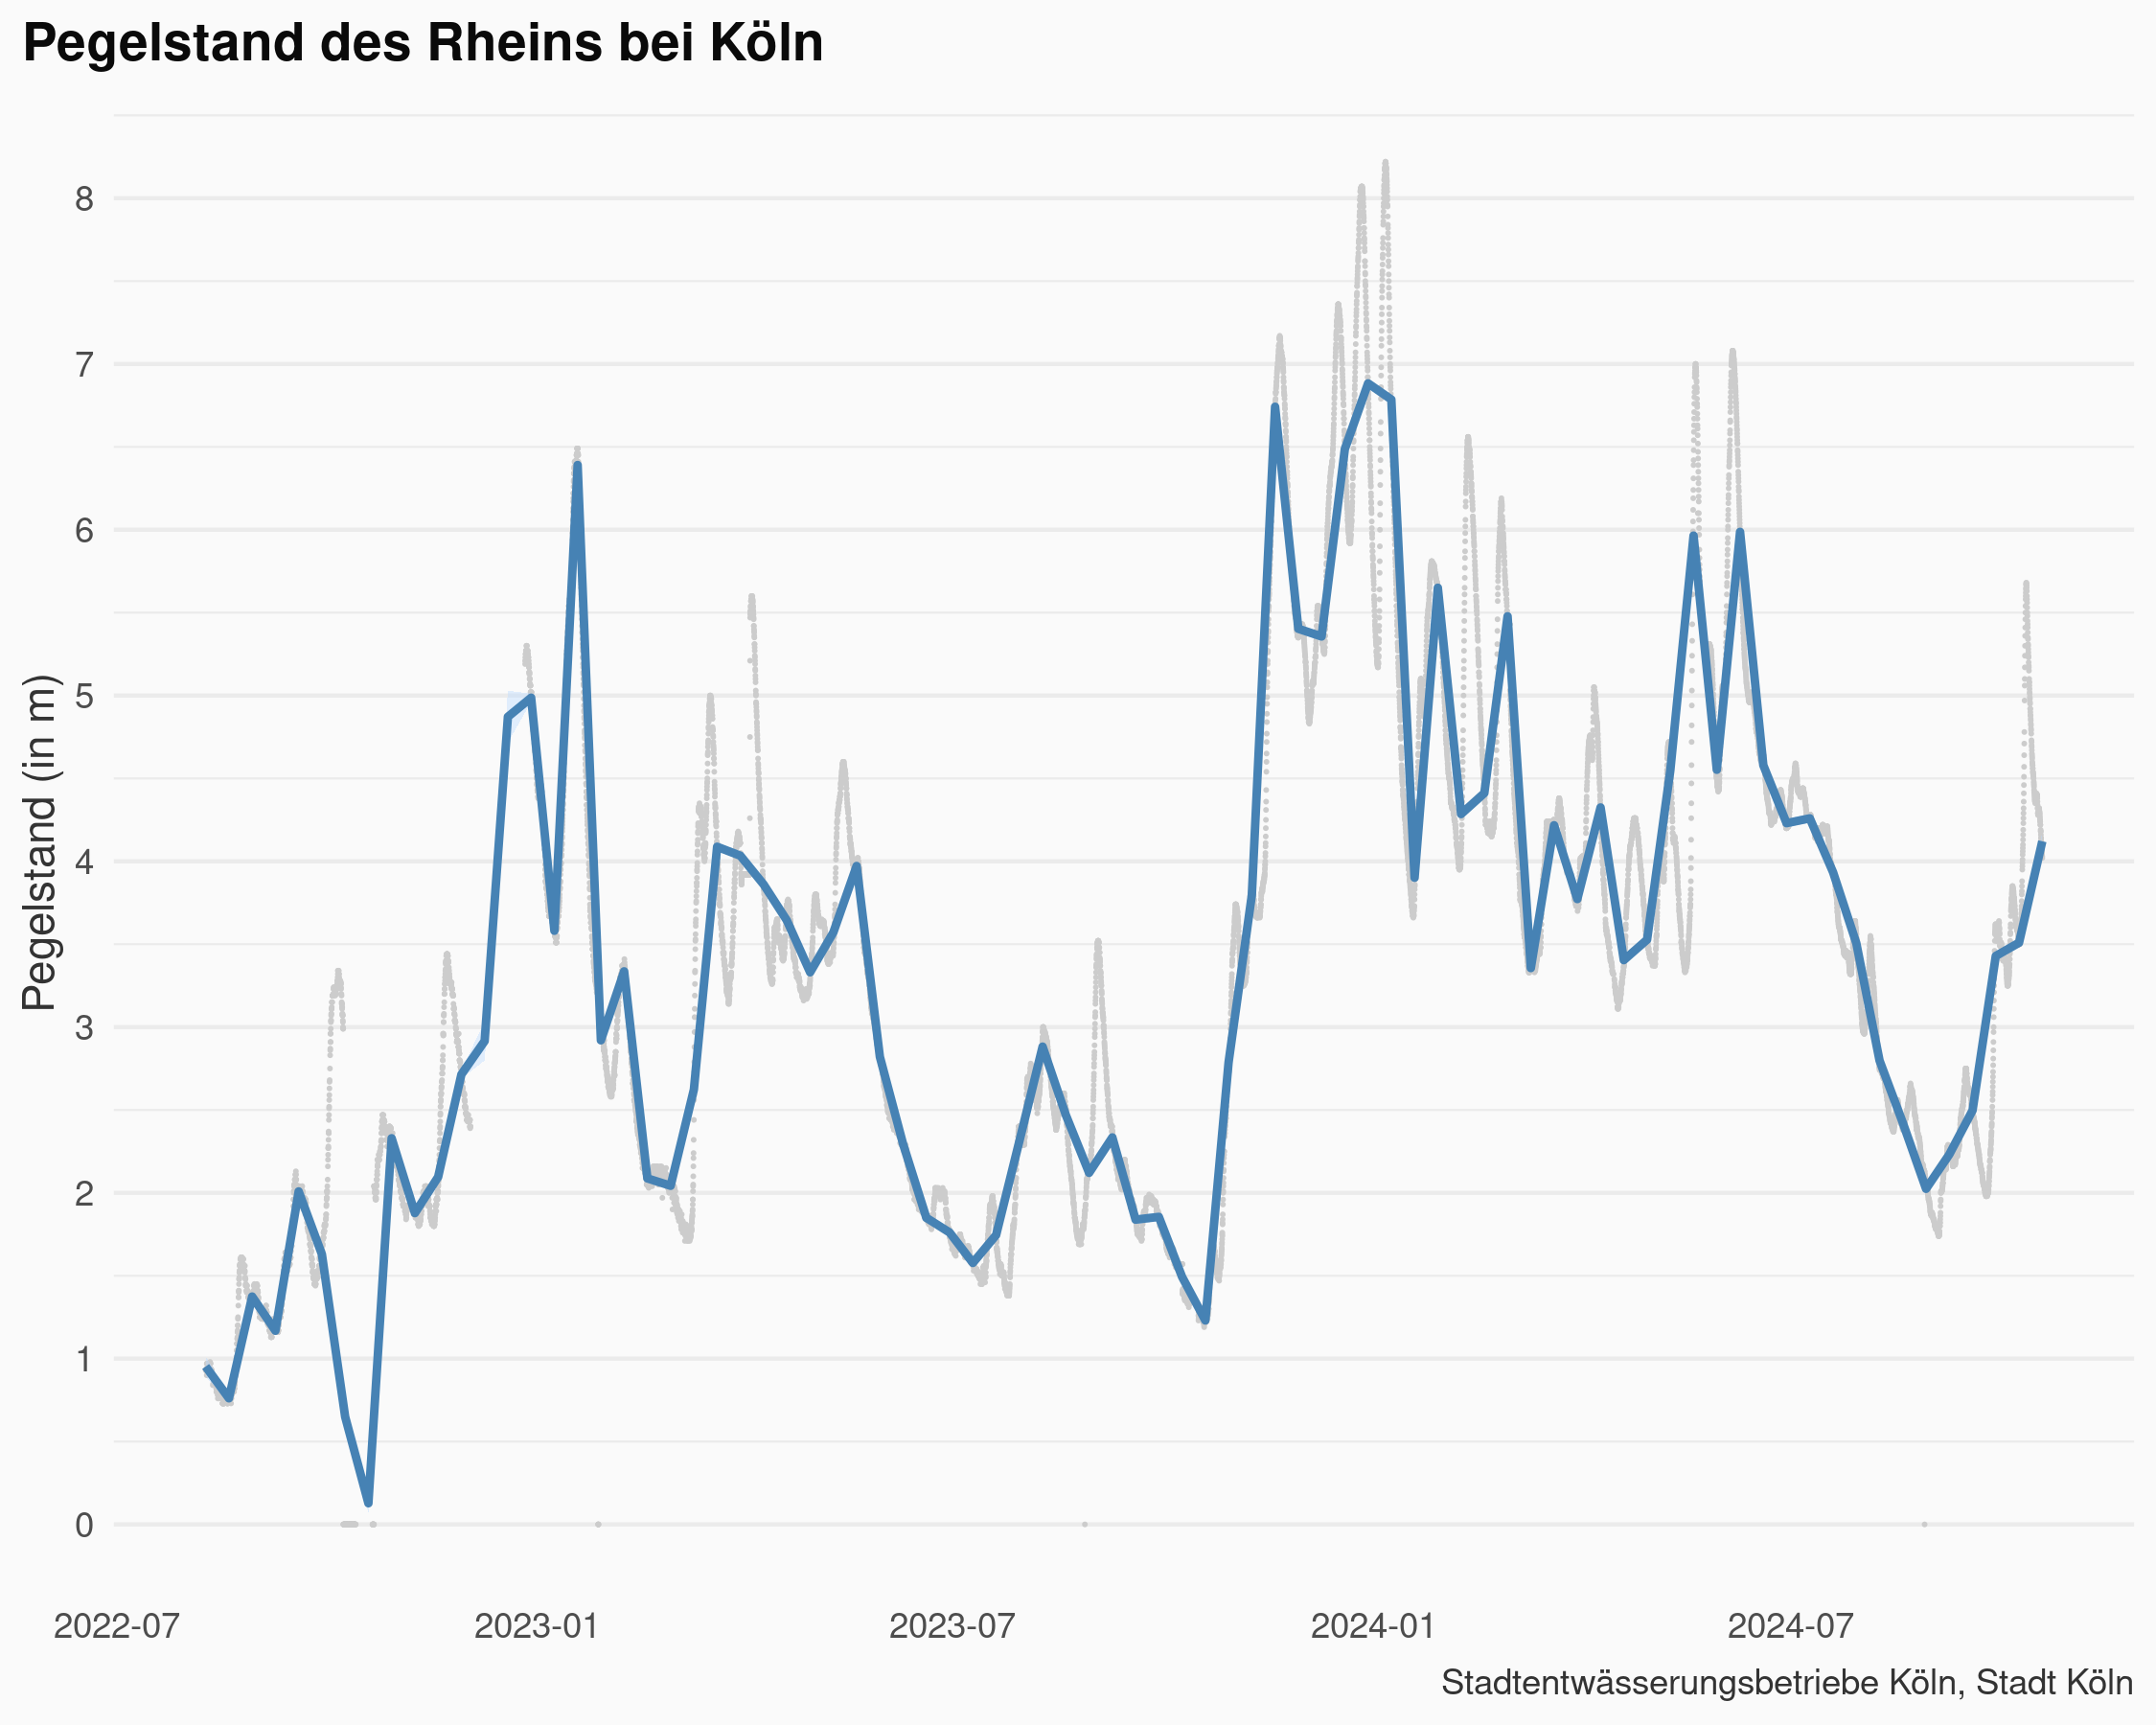 Pegelstand des Rheins bei Köln
Pegelstand (in m)
8
7
6
5
4
3
2
1
0
2022-07 2023-01 2023-07 2024-01 2024-07
Stadtentwässerungsbetriebe Köln, Stadt Köln